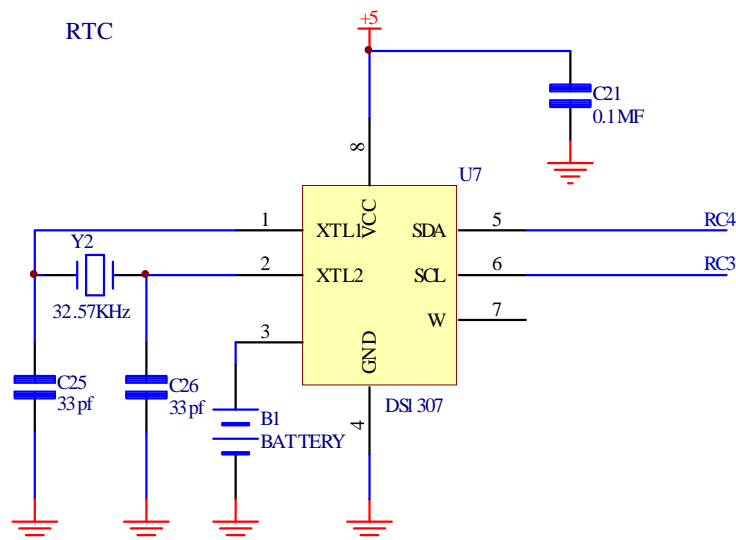 +5
RTC
C21
0.1MF
8
U7
1
XTL1
VCC
SDA
5
RC4
Y2
2
XTL2
SCL
6
RC3
32.57KHz
W
7
3
GND
C25
33pf
C26
33pf
B1
BATTERY
4
DS1307